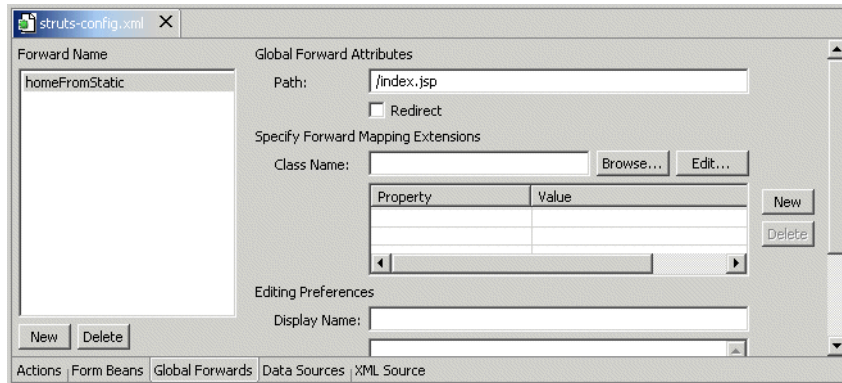 struts-config.xml
Forward Name
homeFromStatic
New Delete
Global Forward Attributes
Path: /index.jsp
Redirect
Specify Forward Mapping Extensions
Class Name: Browse... Edit...
Property Value
New
Delete
Editing Preferences
Display Name:
Actions Form Beans Global Forwards Data Sources XML Source